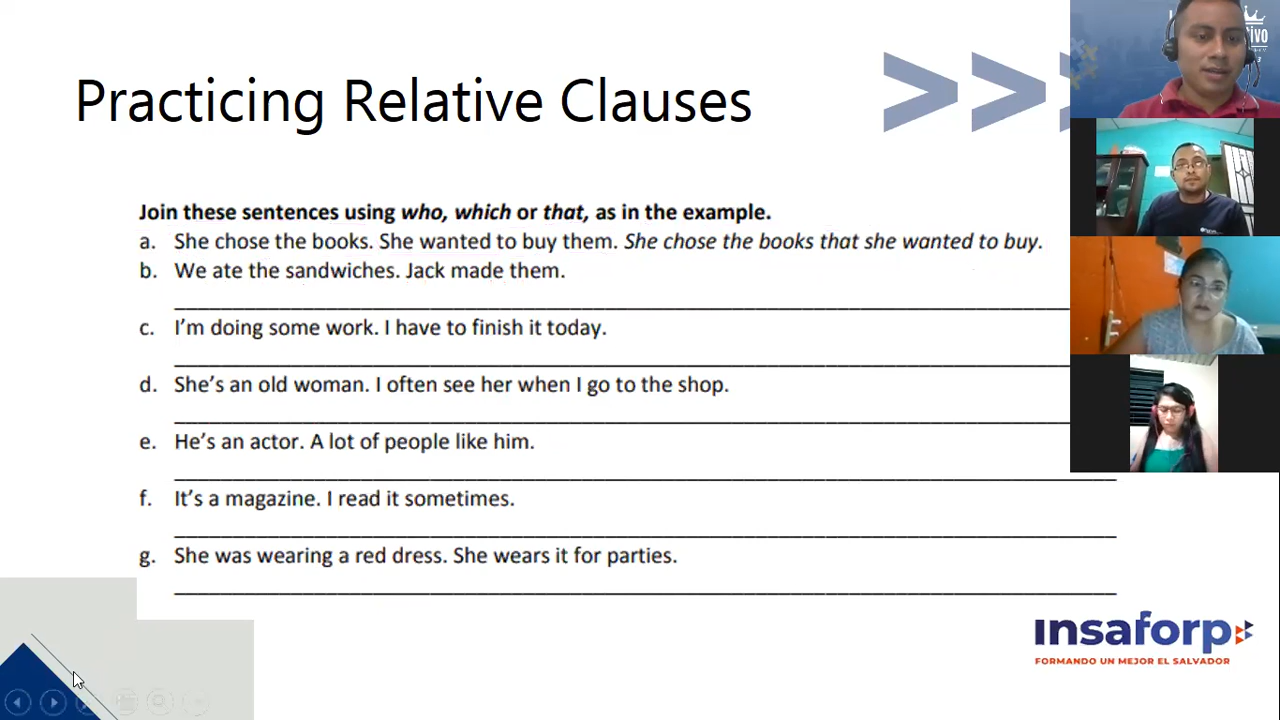 Practicing Relative Clauses
Join these sentences using who, which or that, as in the example.
a. She chose the books. She wanted to buy them. She chose the books that she wanted to buy.
b. We ate the sandwiches. Jack made them.
c. I'm doing some work. I have to finish it today.
d. She's an old woman. I often see her when I go to the shop.
e. He's an actor. A lot of people like him.
f. It's a magazine. I read it sometimes.
g. She was wearing a red dress. She wears it for parties.
insaforp
FORMANDO UN MEJOR EL SALVADOR